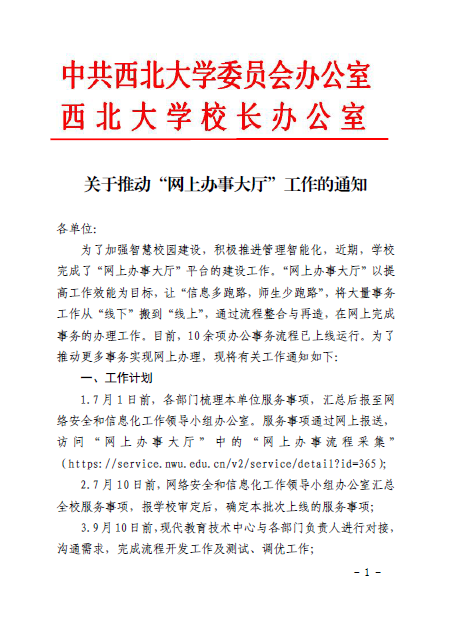 中共西北大学委员会办公室
西北大学校长办公室
关于推动“网上办事大厅”工作的通知
各单位:
为了加强智慧校园建设，积极推进管理智能化，近期，学校
完成了“网上办事大厅”平台的建设工作。“网上办事大厅”以提
高工作效能为目标，让“信息多跑路，师生少跑路”，将大量事务
工作从“线下”搬到“线上”，通过流程整合与再造，在网上完成
事务的办理工作。目前，10余项办公事务流程已上线运行。为了
推动更多事务实现网上办理，现将有关工作通知如下:
一、工作计划
1.7月1日前，各部门梳理本单位服务事项，汇总后报至网
络安全和信息化工作领导小组办公室。服务事项通过网上报送，
访问“网上办事大厅”中的“网上办事流程采集”
（https://service.nwu.edu.cn/v2/service/detail?id=365）;
2.7月10日前，网络安全和信息化工作领导小组办公室汇总
全校服务事项，报学校审定后，确定本批次上线的服务事项;
3.9月10日前，现代教育技术中心与各部门负责人进行对接，
沟通需求，完成流程开发工作及测试、调优工作;
- 1 -